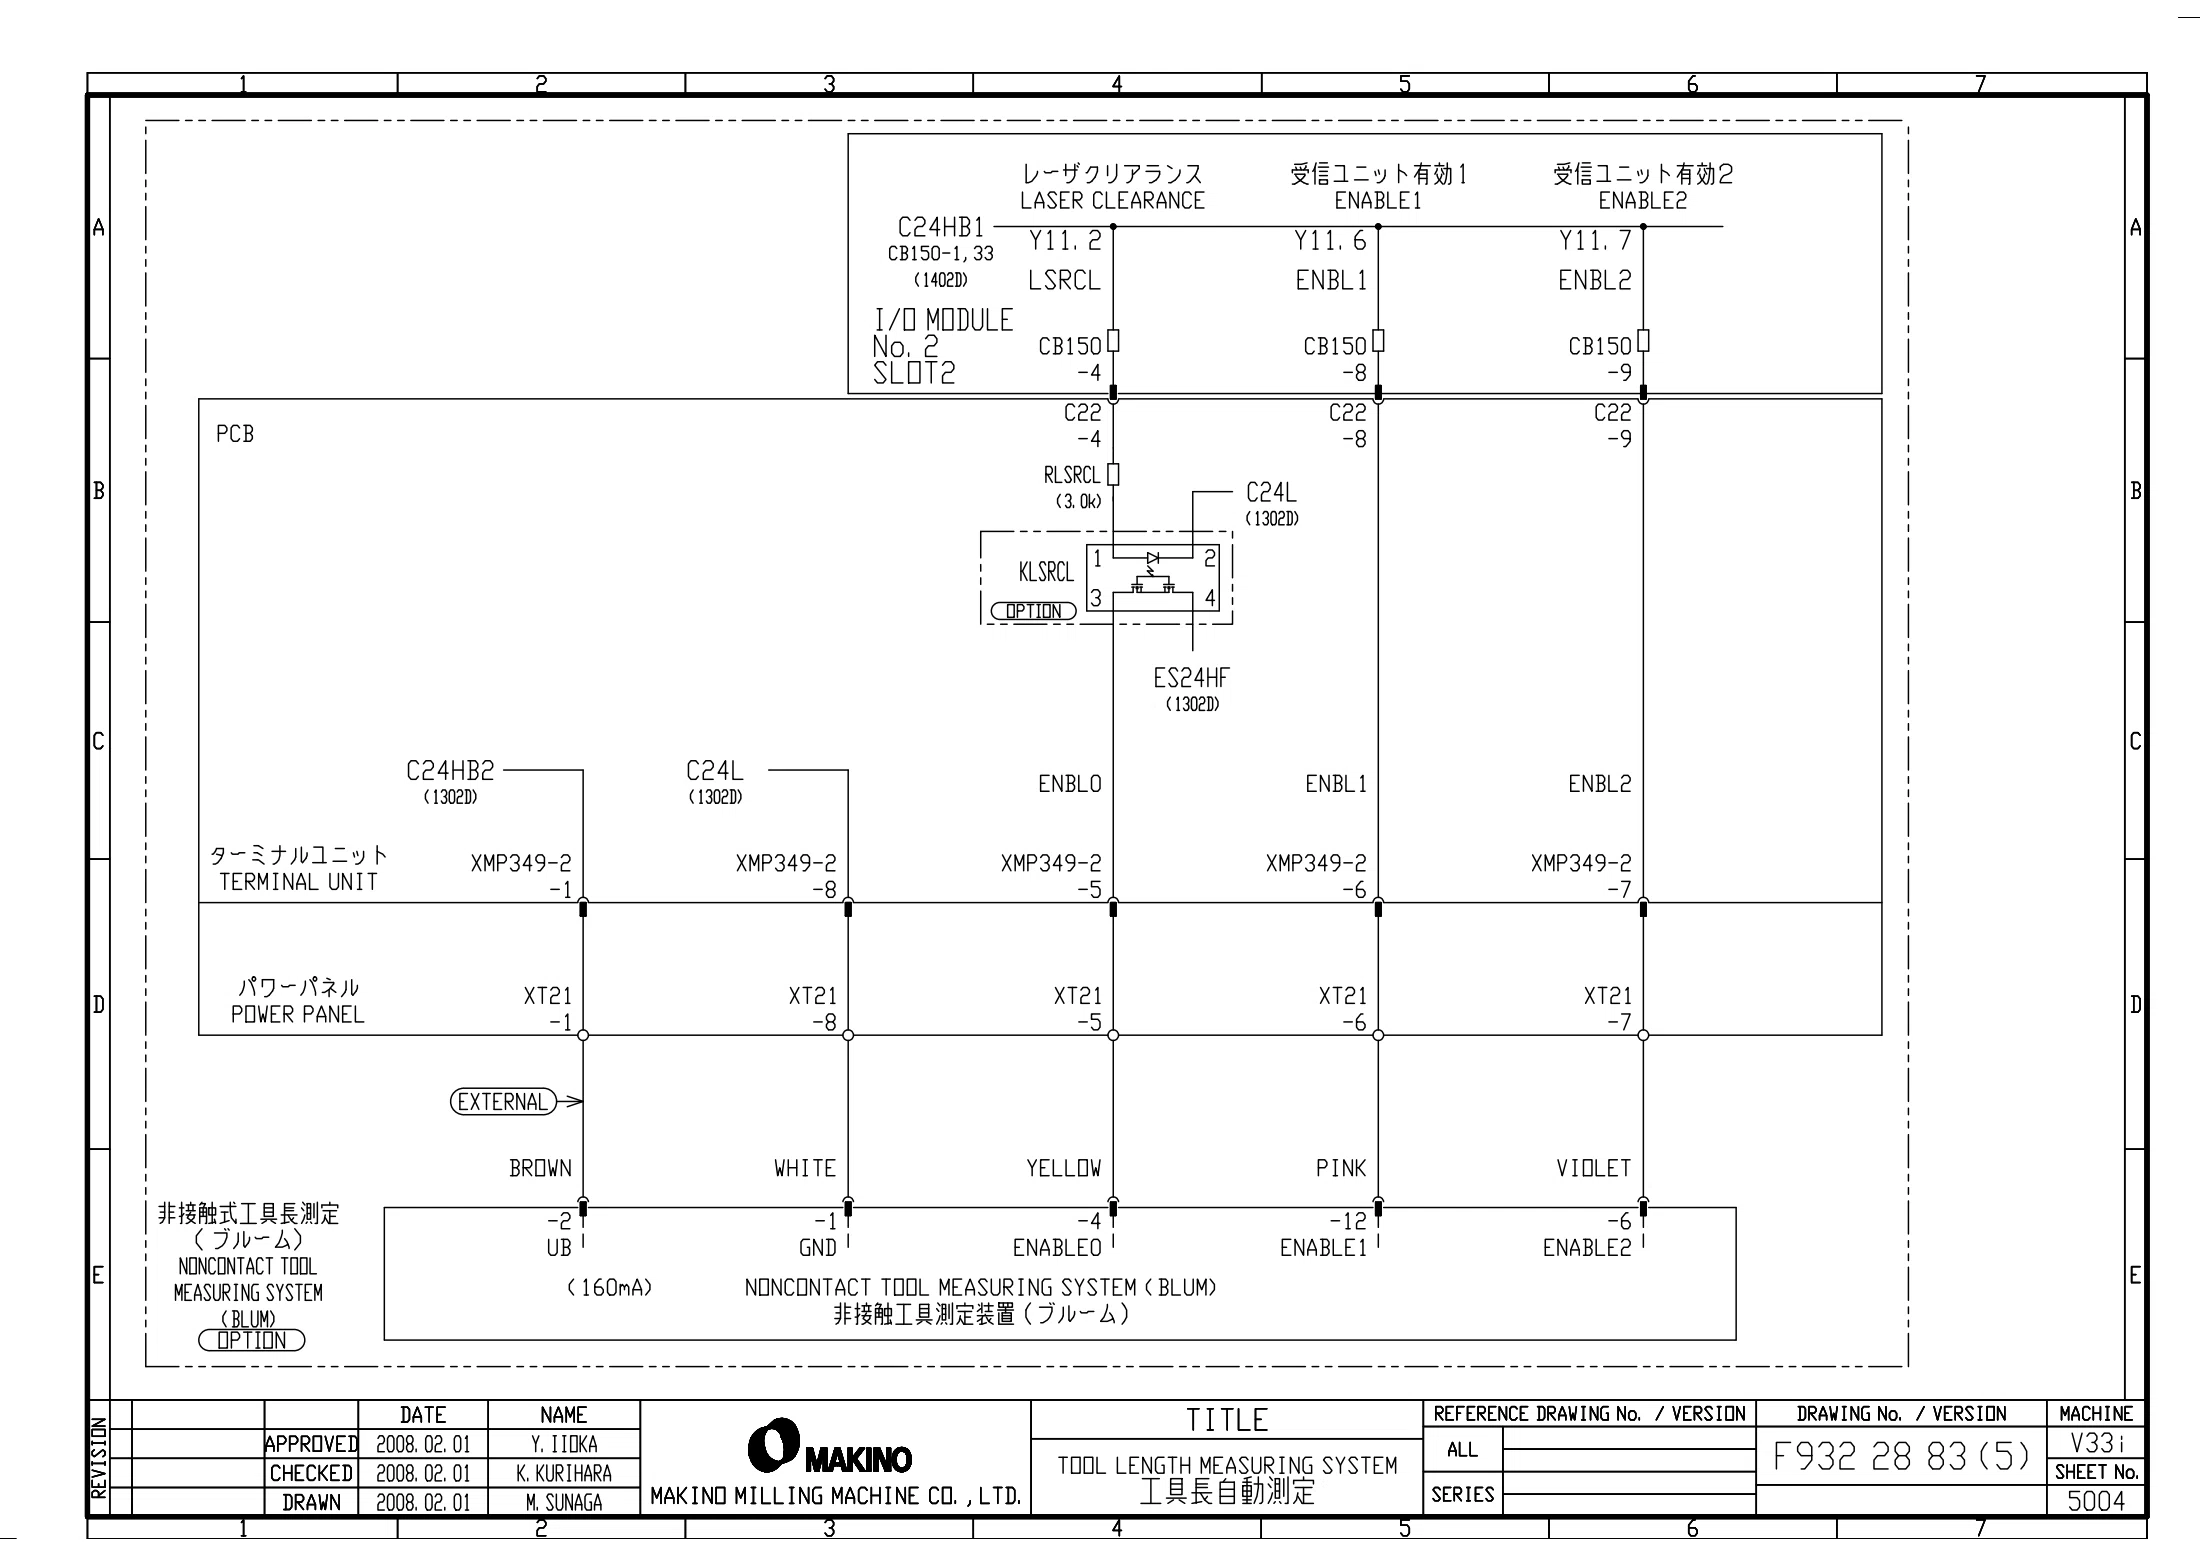 1 2 3 4 5 6 7
レーザクリアランス 受信ユニット有効1 受信ユニット有効2
LASER CLEARANCE ENABLE1 ENABLE2
A C24HB1 Y11.2 Y11.6 Y11.7 A
CB150-1,33
(1402D) LSRCL ENBL1 ENBL2
I/O MODULE
No. 2 CB150 CB150 CB150
SLOT2 -4 -8 -9
C22 C22 C22
PCB -4 -8 -9
RLSRCL
B C24L B
(3.0k) (1302D)
1 2
KLSRCL
3 4
OPTION
ES24HF
(1302D)
C C
C24HB2 C24L ENBL0 ENBL1 ENBL2
(1302D) (1302D)
ターミナルユニット XMP349-2 XMP349-2 XMP349-2 XMP349-2 XMP349-2
TERMINAL UNIT -1 -8 -5 -6 -7
パワーパネル XT21 XT21 XT21 XT21 XT21
D D
POWER PANEL -1 -8 -5 -6 -7
EXTERNAL
BROWN WHITE YELLOW PINK VIOLET
非接触式工具長測定 -2 -1 -4 -12 -6
(ブルーム) UB GND ENABLE0 ENABLE1 ENABLE2
NONCONTACT TOOL
E E
MEASURING SYSTEM (160mA) NONCONTACT TOOL MEASURING SYSTEM(BLUM)
(BLUM) 非接触工具測定装置(ブルーム)
OPTION
REVISION
DATE NAME TITLE REFERENCE DRAWING No. / VERSION DRAWING No. / VERSION MACHINE
APPROVED 2008.02.01 Y. IIOKA ALL F932 28 83(5) V33i
CHECKED 2008.02.01 K. KURIHARA MAKINO TOOL LENGTH MEASURING SYSTEM SHEET No.
DRAWN 2008.02.01 M. SUNAGA MAKINO MILLING MACHINE CO.,LTD. 工具長自動測定 SERIES 5004
1 2 3 4 5 6 7